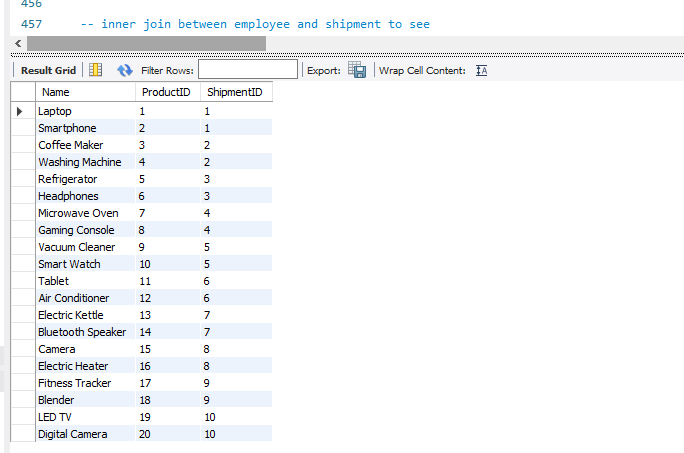 456
457 -- inner join between employee and shipment to see
Result Grid Filter Rows: Export: Wrap Cell Content: IA
Name ProductID ShipmentID
Laptop 1 1
Smartphone 2 1
Coffee Maker 3 2
Washing Machine 4 2
Refrigerator 5 3
Headphones 6 3
Microwave Oven 7 4
Gaming Console 8 4
Vacuum Cleaner 9 5
Smart Watch 10 5
Tablet 11 6
Air Conditioner 12 6
Electric Kettle 13 7
Bluetooth Speaker 14 7
Camera 15 8
Electric Heater 16 8
Fitness Tracker 17 9
Blender 18 9
LED TV 19 10
Digital Camera 20 10